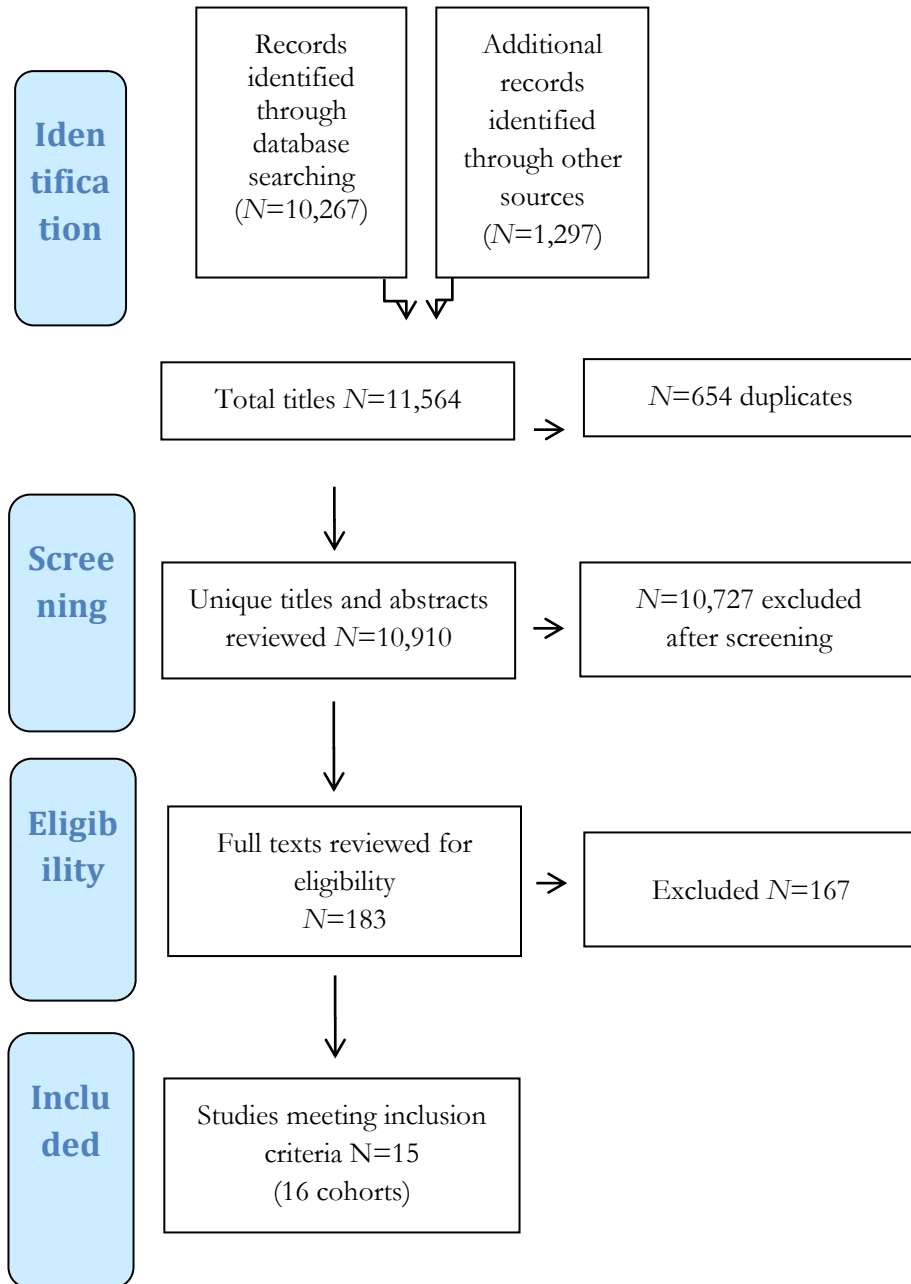 Iden
tifica
tion
Records
identified
through
database
searching
(N=10,267)
Additional
records
identified
through other
sources
(N=1,297)
Total titles N=11,564
N=654 duplicates
Scree
ning
Unique titles and abstracts
reviewed N=10,910
N=10,727 excluded
after screening
Eligib
ility
Full texts reviewed for
eligibility
N=183
Excluded N=167
Inclu
ded
Studies meeting inclusion
criteria N=15
(16 cohorts)